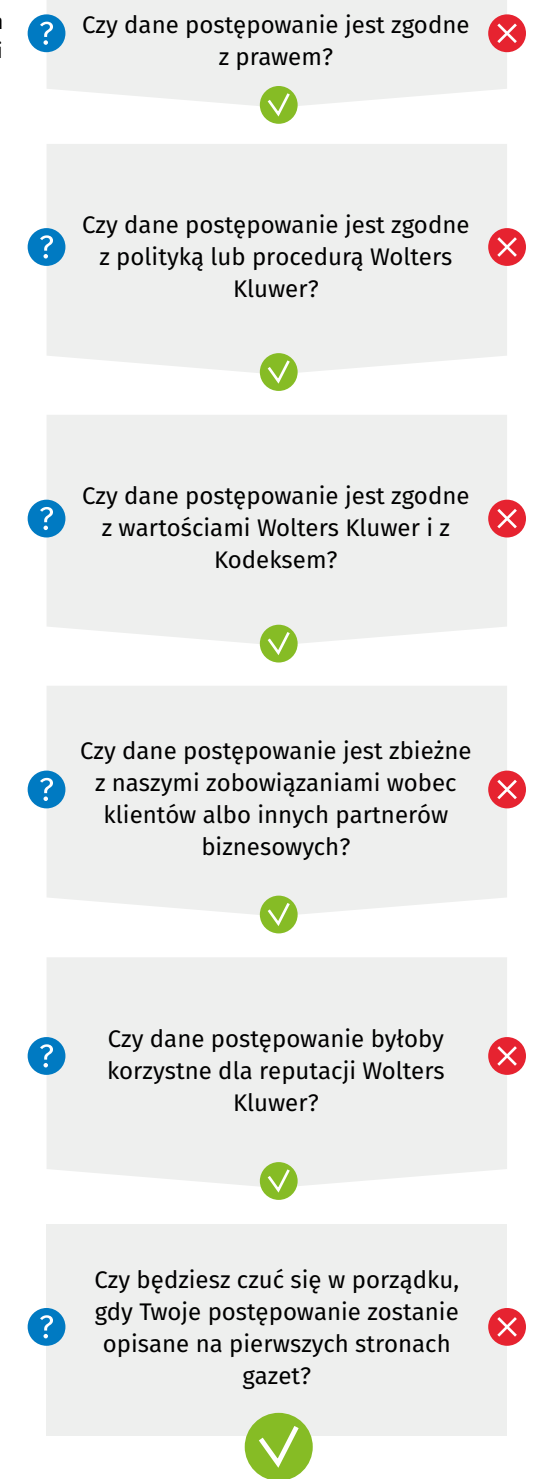 Czy dane postępowanie jest zgodne
z prawem?
Czy dane postępowanie jest zgodne
z polityką lub procedurą Wolters
Kluwer?
Czy dane postępowanie jest zgodne
z wartościami Wolters Kluwer i z
Kodeksem?
Czy dane postępowanie jest zbieżne
z naszymi zobowiązaniami wobec
klientów albo innych partnerów
biznesowych?
Czy dane postępowanie byłoby
korzystne dla reputacji Wolters
Kluwer?
Czy będziesz czuć się w porządku,
gdy Twoje postępowanie zostanie
opisane na pierwszych stronach
gazet?